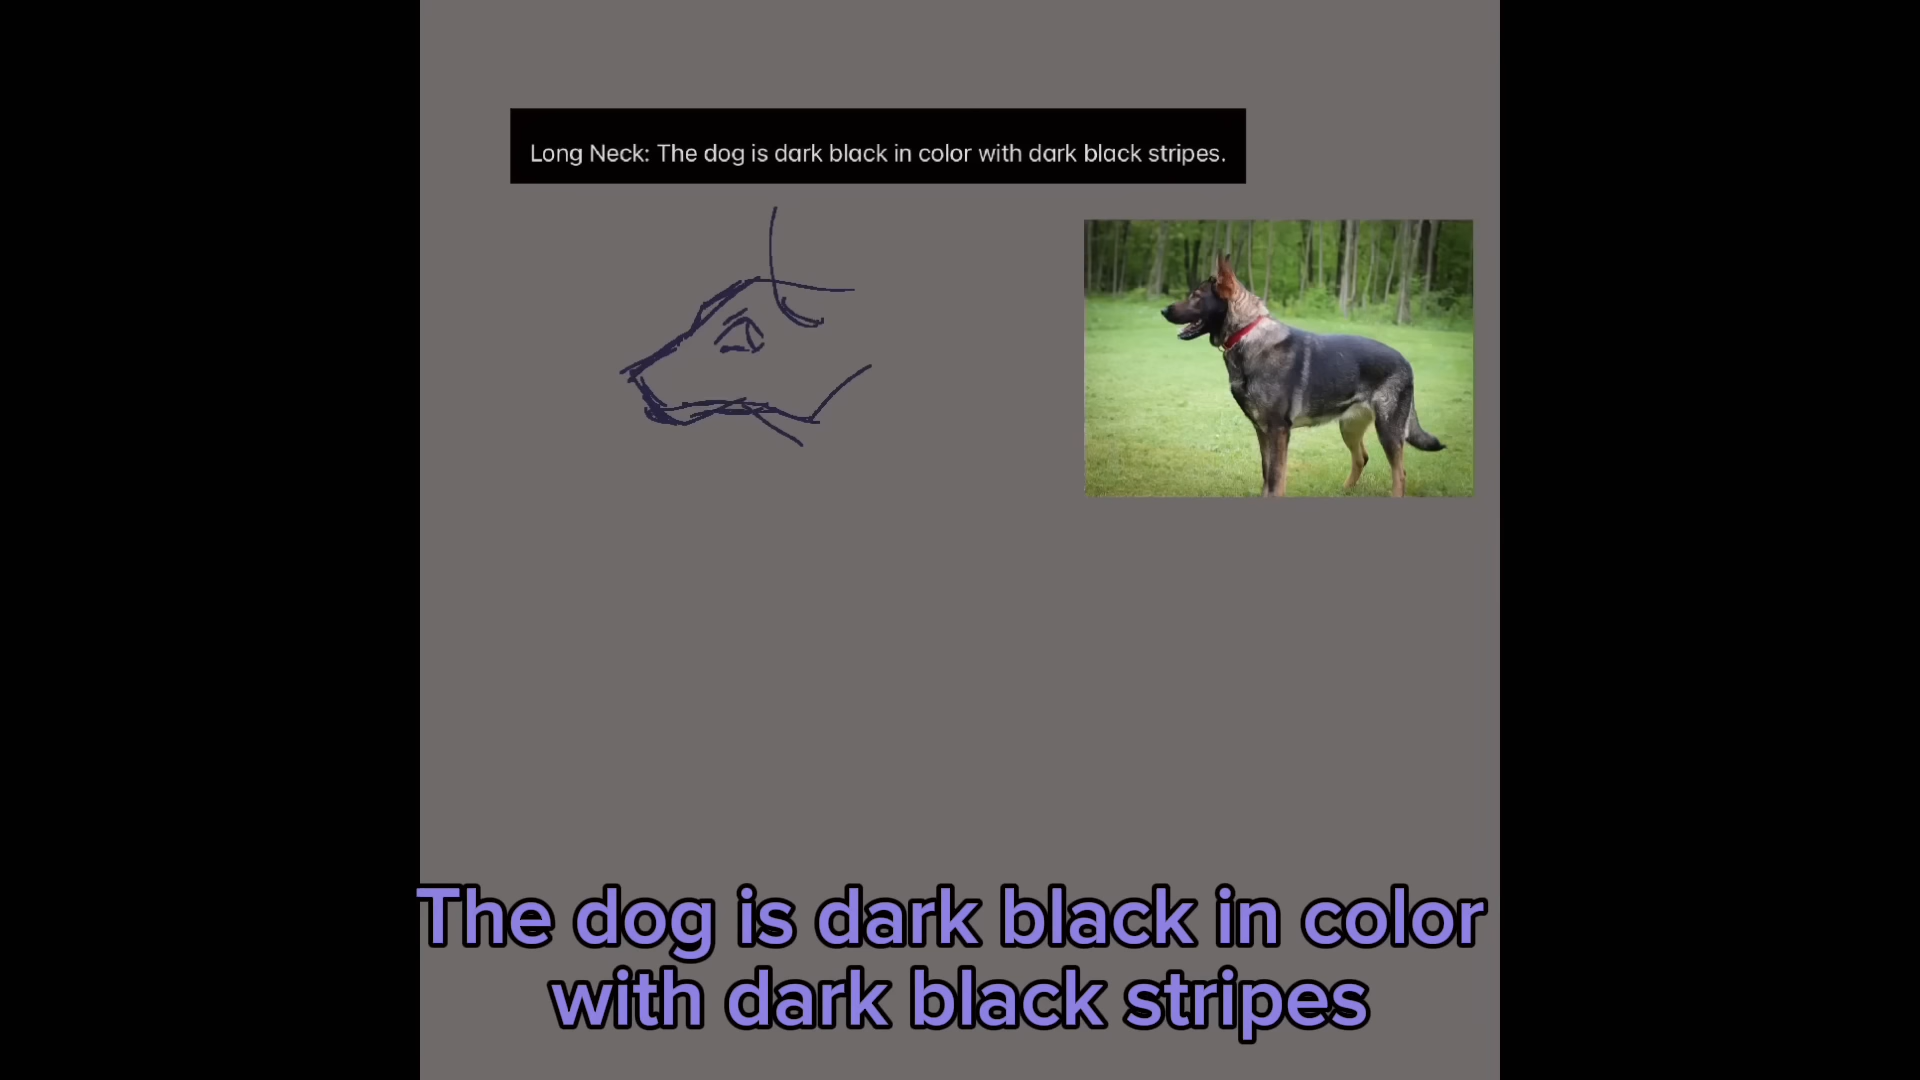 Long Neck: The dog is dark black in color with dark black stripes.
The dog is dark black in color
with dark black stripes